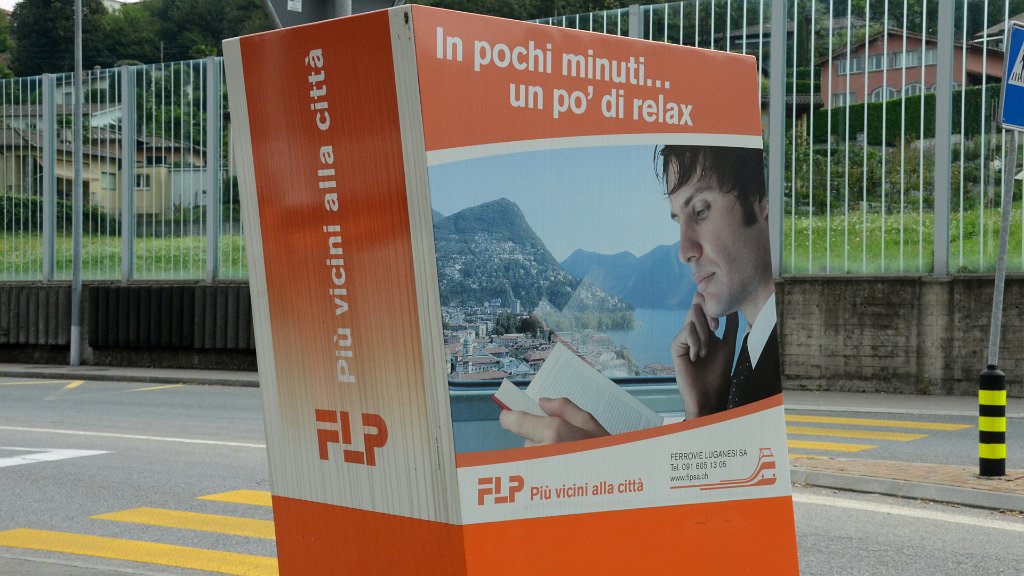 Più vicini alla città
FLP
In pochi minuti...
un po' di relax
FLP Più vicini alla città
FERROVIE LUGANESI SA
Tel. 091 605 13 05
www.flpsa.ch